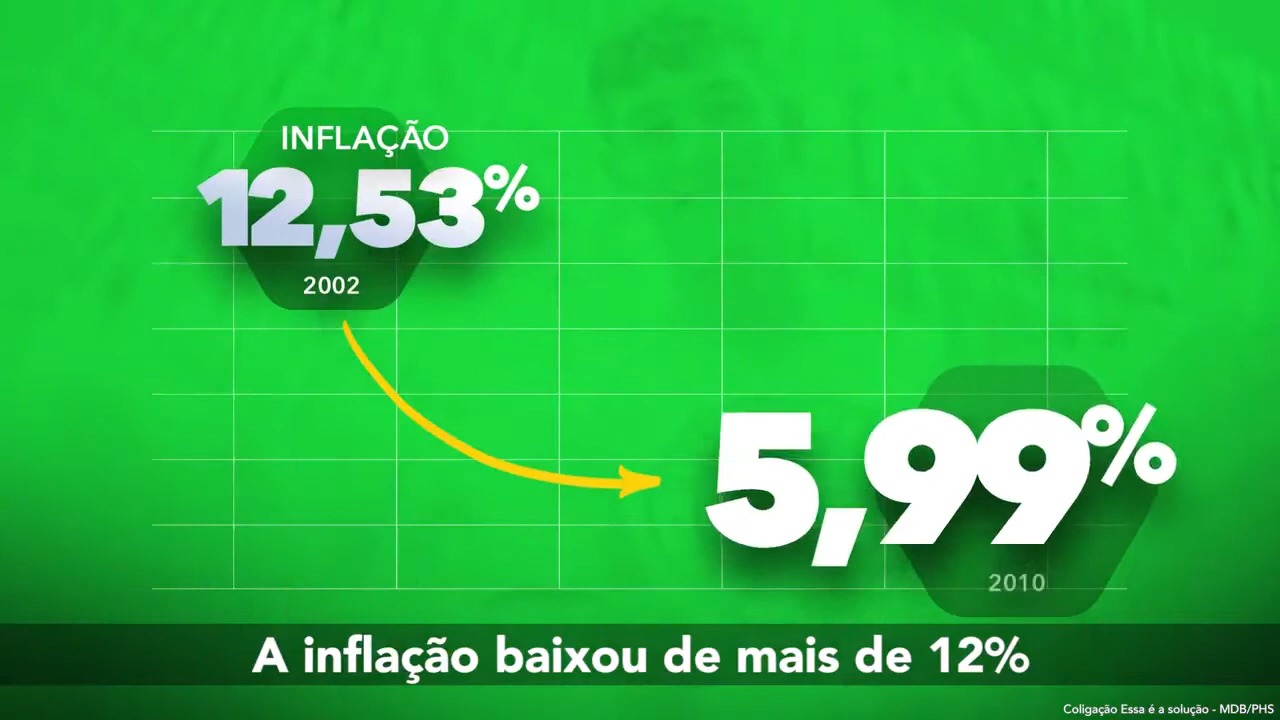 INFLAÇÃO
12,53%
2002
5,99%
2010
A inflação baixou de mais de 12%
Coligação Essa é a solução - MDB/PHS